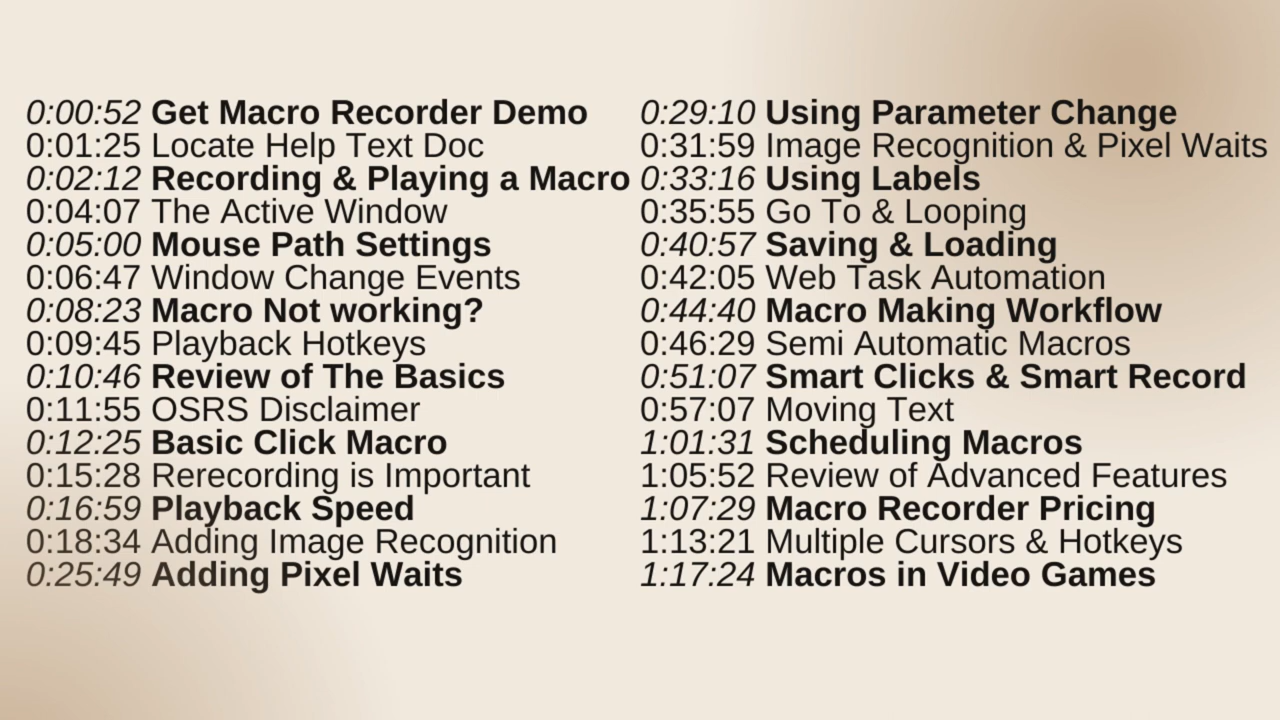 0:00:52 Get Macro Recorder Demo
0:01:25 Locate Help Text Doc
0:02:12 Recording & Playing a Macro
0:04:07 The Active Window
0:05:00 Mouse Path Settings
0:06:47 Window Change Events
0:08:23 Macro Not working?
0:09:45 Playback Hotkeys
0:10:46 Review of The Basics
0:11:55 OSRS Disclaimer
0:12:25 Basic Click Macro
0:15:28 Rerecording is Important
0:16:59 Playback Speed
0:18:34 Adding Image Recognition
0:25:49 Adding Pixel Waits
0:29:10 Using Parameter Change
0:31:59 Image Recognition & Pixel Waits
0:33:16 Using Labels
0:35:55 Go To & Looping
0:40:57 Saving & Loading
0:42:05 Web Task Automation
0:44:40 Macro Making Workflow
0:46:29 Semi Automatic Macros
0:51:07 Smart Clicks & Smart Record
0:57:07 Moving Text
1:01:31 Scheduling Macros
1:05:52 Review of Advanced Features
1:07:29 Macro Recorder Pricing
1:13:21 Multiple Cursors & Hotkeys
1:17:24 Macros in Video Games